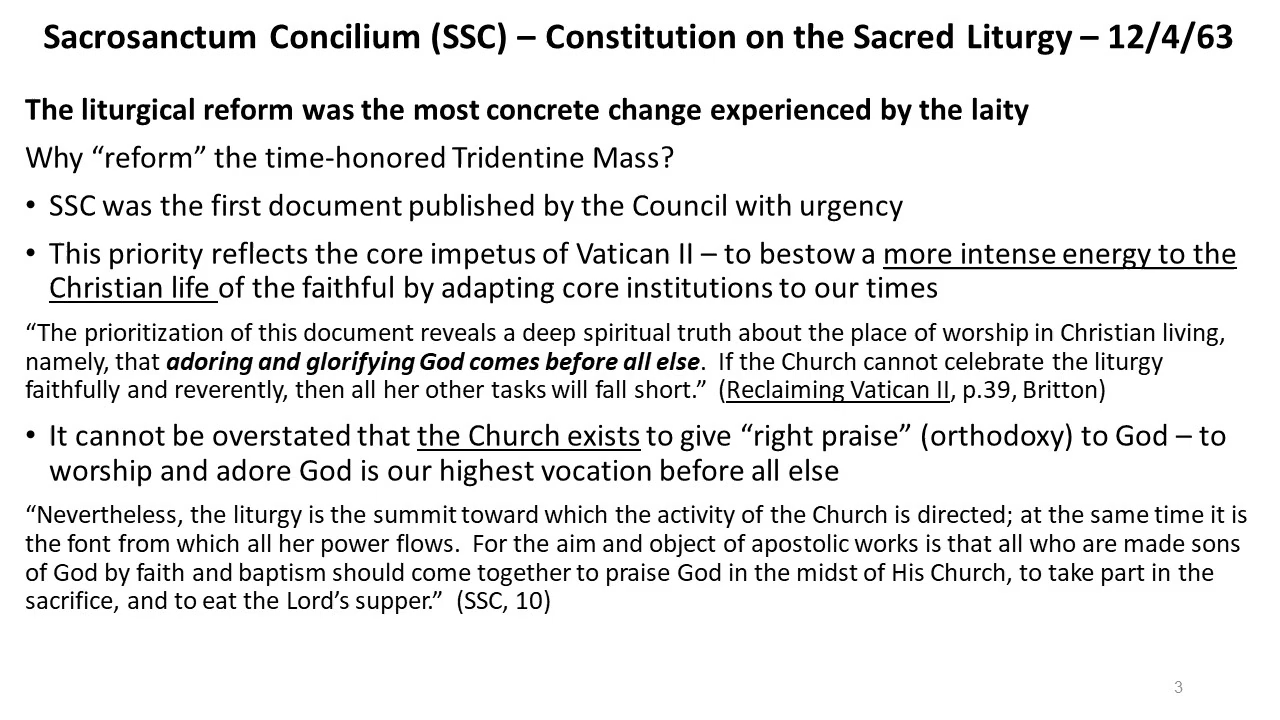 Sacrosanctum Concilium (SSC) – Constitution on the Sacred Liturgy – 12/4/63
The liturgical reform was the most concrete change experienced by the laity
Why “reform” the time-honored Tridentine Mass?
• SSC was the first document published by the Council with urgency
• This priority reflects the core impetus of Vatican II – to bestow a more intense energy to the
Christian life of the faithful by adapting core institutions to our times
“The prioritization of this document reveals a deep spiritual truth about the place of worship in Christian living,
namely, that adoring and glorifying God comes before all else.  If the Church cannot celebrate the liturgy
faithfully and reverently, then all her other tasks will fall short.”  (Reclaiming Vatican II, p.39, Britton)
• It cannot be overstated that the Church exists to give “right praise” (orthodoxy) to God – to
worship and adore God is our highest vocation before all else
“Nevertheless, the liturgy is the summit toward which the activity of the Church is directed; at the same time it is
the font from which all her power flows.  For the aim and object of apostolic works is that all who are made sons
of God by faith and baptism should come together to praise God in the midst of His Church, to take part in the
sacrifice, and to eat the Lord’s supper.”  (SSC, 10)
3